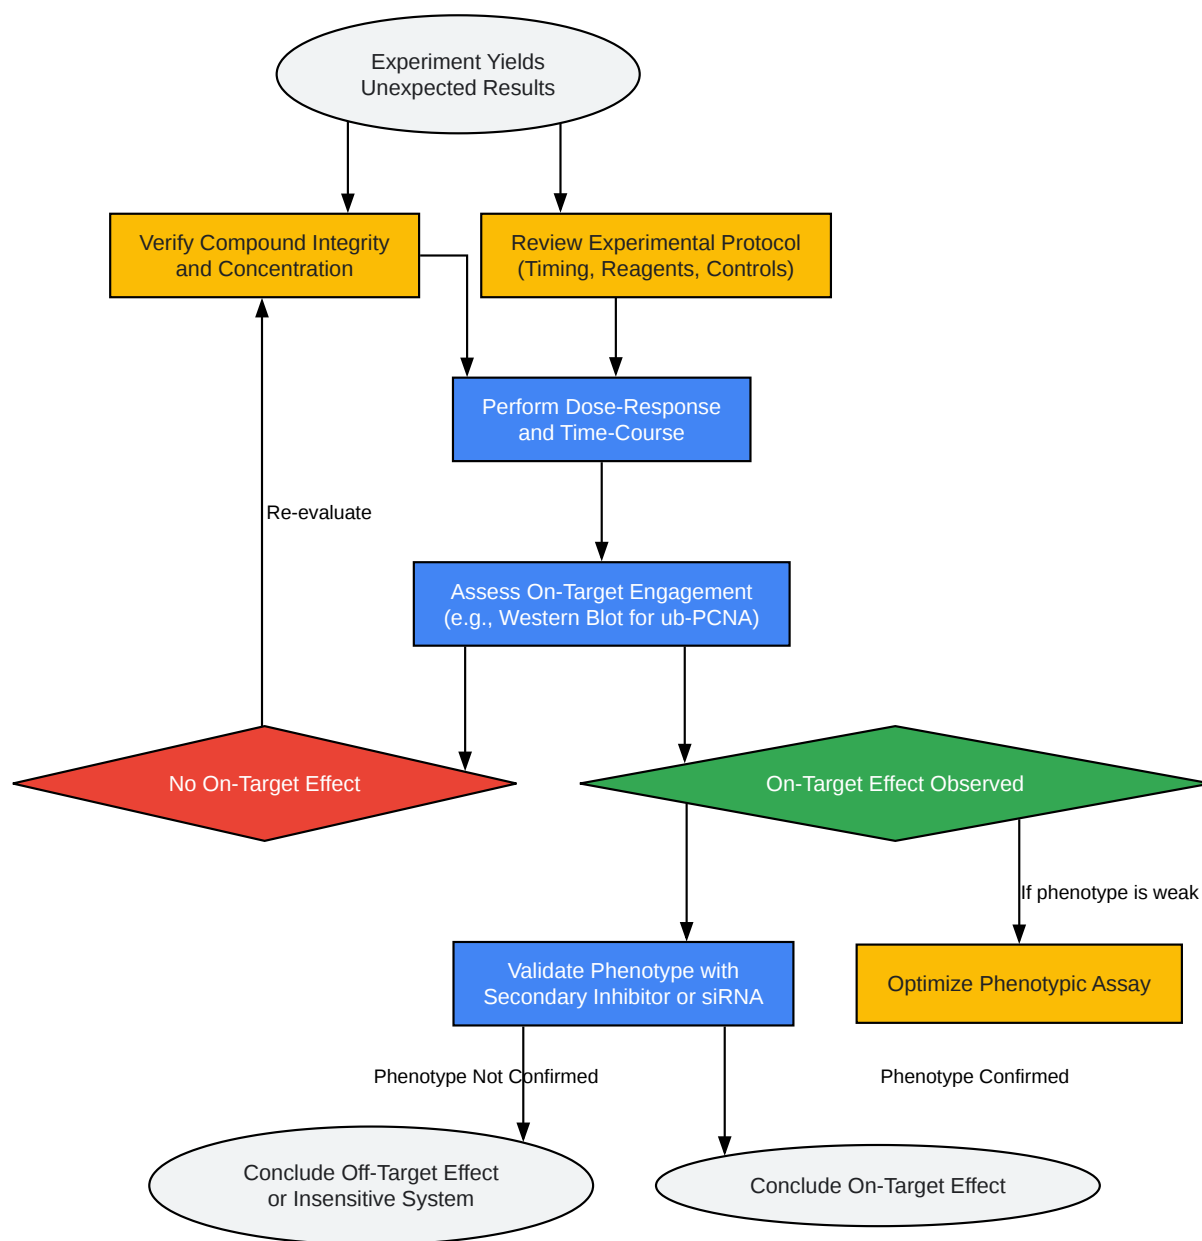 Experiment Yields
Unexpected Results
Verify Compound Integrity
and Concentration
Review Experimental Protocol
(Timing, Reagents, Controls)
Perform Dose-Response
and Time-Course
Re-evaluate
Assess On-Target Engagement
(e.g., Western Blot for ub-PCNA)
No On-Target Effect
On-Target Effect Observed
If phenotype is weak
Validate Phenotype with
Secondary Inhibitor or siRNA
Optimize Phenotypic Assay
Phenotype Not Confirmed
Phenotype Confirmed
Conclude Off-Target Effect
or Insensitive System
Conclude On-Target Effect